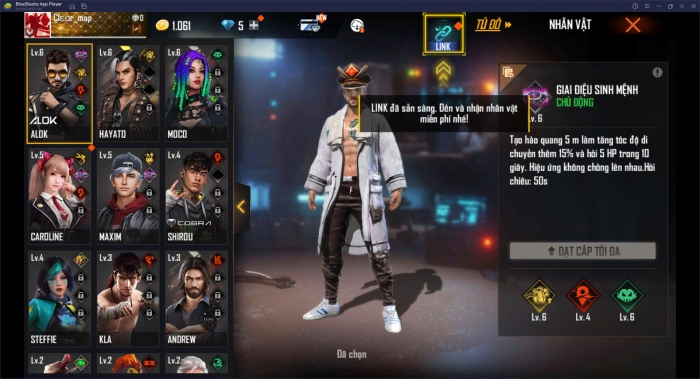 BlueStacks App Player
Clear_map
0
1.061
5
NEW
LINK
TỦ ĐỒ
NHÂN VẬT
LINK đã sẵn sàng. Đến và nhận nhân vật
miễn phí nhé!
Lv.6
ALOK
ALOK
Lv.6
HAYATO
Lv.6
MOCO
Lv.5
CAROLINE
Lv.5
MAXIM
Lv.4
COBRA
SHIROU
Lv.4
STEFFIE
Lv.3
KLA
Lv.3
ANDREW
Lv.2
Lv.2
Lv.2
Đã chọn
GIAI ĐIỆU SINH MỆNH
CHỦ ĐỘNG
Lv. 6
Tạo hào quang 5 m làm tăng tốc độ di
chuyển thêm 15% và hồi 5 HP trong 10
giây. Hiệu ứng không chồng lên nhau.Hồi
chiêu: 50s
ĐẠT CẤP TỐI ĐA
Lv. 6
Lv. 4
Lv. 6